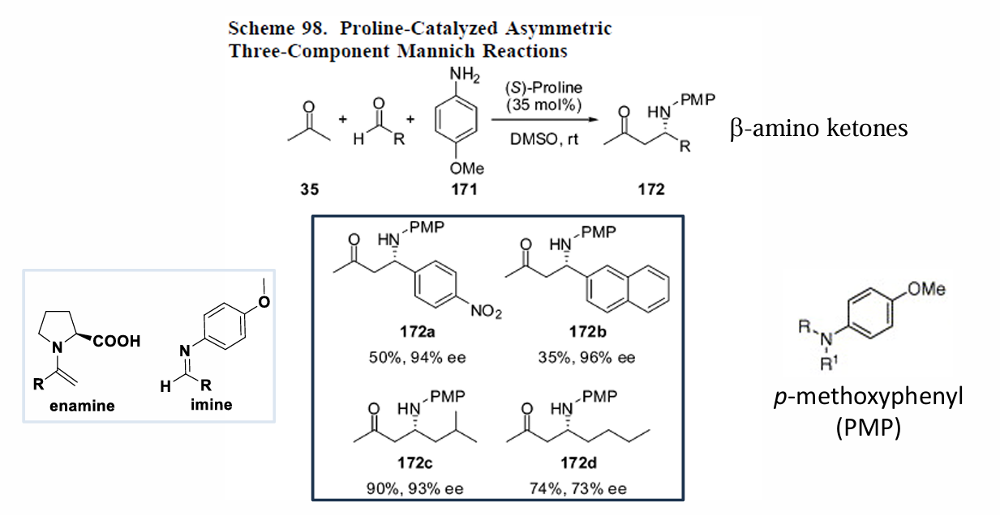 Scheme 98. Proline-Catalyzed Asymmetric
Three-Component Mannich Reactions
O
+
O
H
R
+
NH₂
OMe
(S)-Proline
(35 mol%)
DMSO, rt
O
HN
PMP
R
β-amino ketones
35
171
172
O
HN
PMP
NO₂
172a
50%, 94% ee
O
HN
PMP
172b
35%, 96% ee
O
HN
PMP
172c
90%, 93% ee
O
HN
PMP
172d
74%, 73% ee
N
COOH
R
enamine
O
N
H
R
imine
OMe
R
N
R¹
p-methoxyphenyl
(PMP)